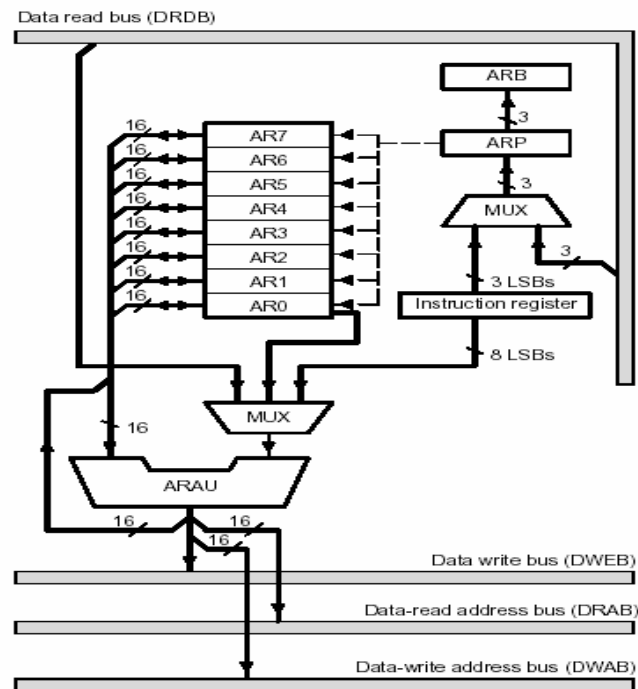 Data read bus (DRDB)
ARB
3
16
AR7
ARP
16
AR6
3
16
AR5
MUX
16
AR4
16
AR3
3
16
AR2
16
AR1
3 LSBs
16
AR0
Instruction register
8 LSBs
MUX
16
ARAU
16
16
16
Data write bus (DWEB)
Data-read address bus (DRAB)
Data-write address bus (DWAB)